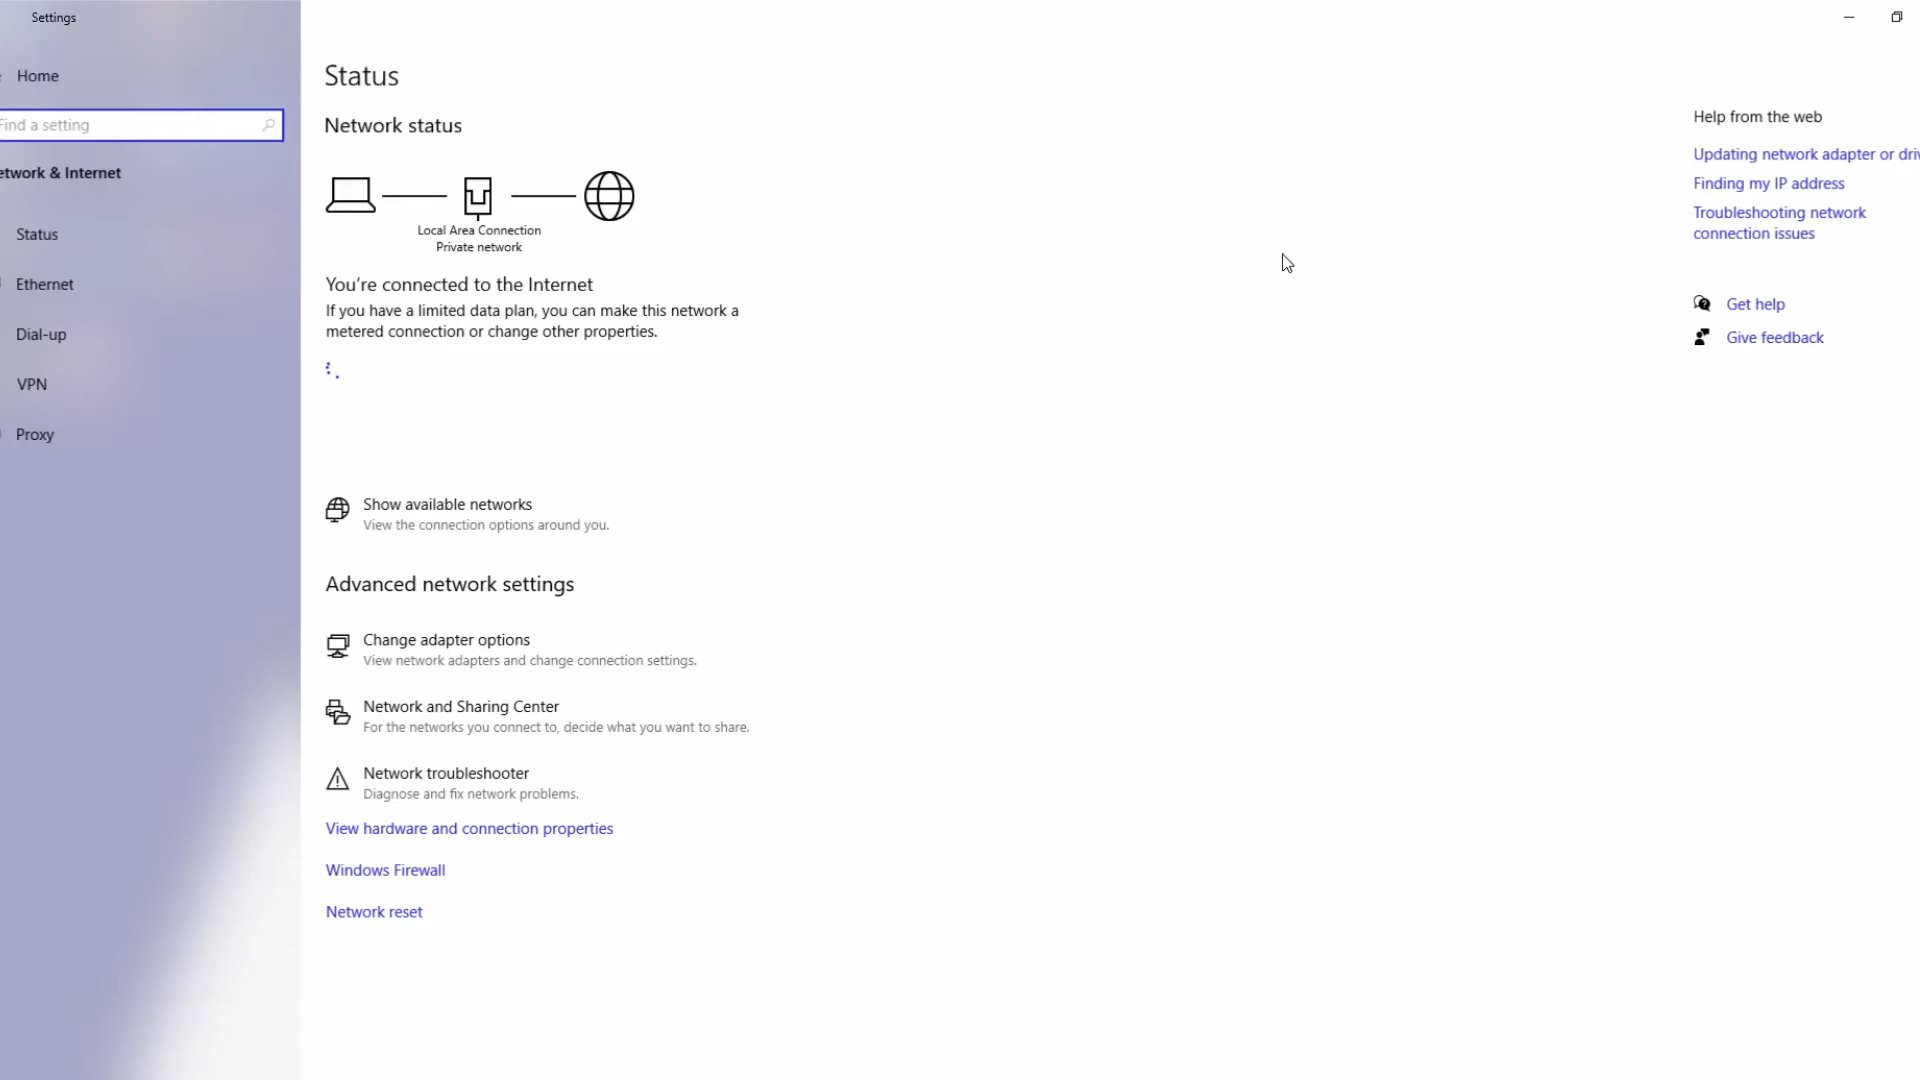 Settings
Home
Find a setting
etwork & Internet
Status
Ethernet
Dial-up
VPN
Proxy
Status
Network status
Local Area Connection
Private network
You're connected to the Internet
If you have a limited data plan, you can make this network a
metered connection or change other properties.
Show available networks
View the connection options around you.
Advanced network settings
Change adapter options
View network adapters and change connection settings.
Network and Sharing Center
For the networks you connect to, decide what you want to share.
Network troubleshooter
Diagnose and fix network problems.
View hardware and connection properties
Windows Firewall
Network reset
Help from the web
Updating network adapter or driv
Finding my IP address
Troubleshooting network
connection issues
Get help
Give feedback